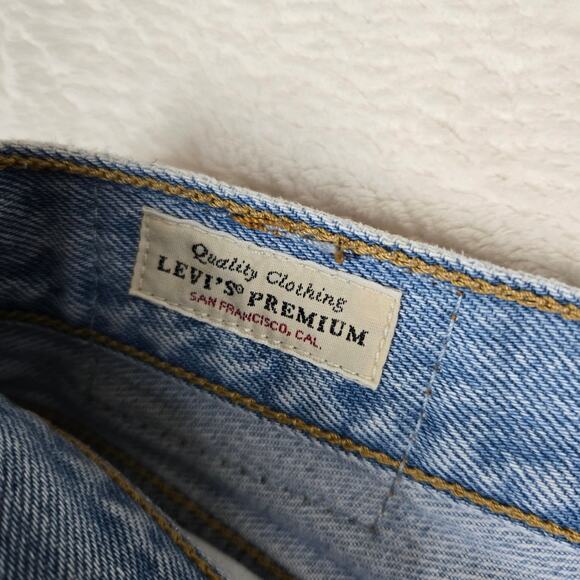 Quality Clothing
LEVI'S® PREMIUM
SAN FRANCISCO, CAL.